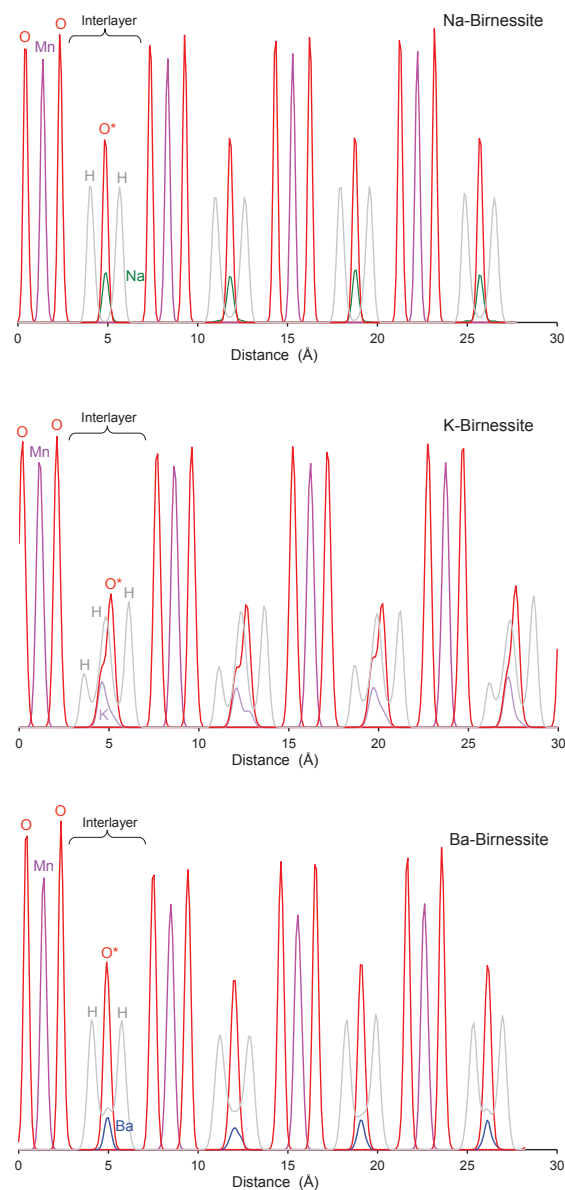 Na-Birnessite
Interlayer
O
Mn
O
O*
H
H
Na
0
5
10
15
20
25
30
Distance (Å)
K-Birnessite
Interlayer
O
O
Mn
O*
H
H
H
K
0
5
10
15
20
25
30
Distance (Å)
Ba-Birnessite
Interlayer
O
O
Mn
O*
H
H
Ba
0
5
10
15
20
25
30
Distance (Å)